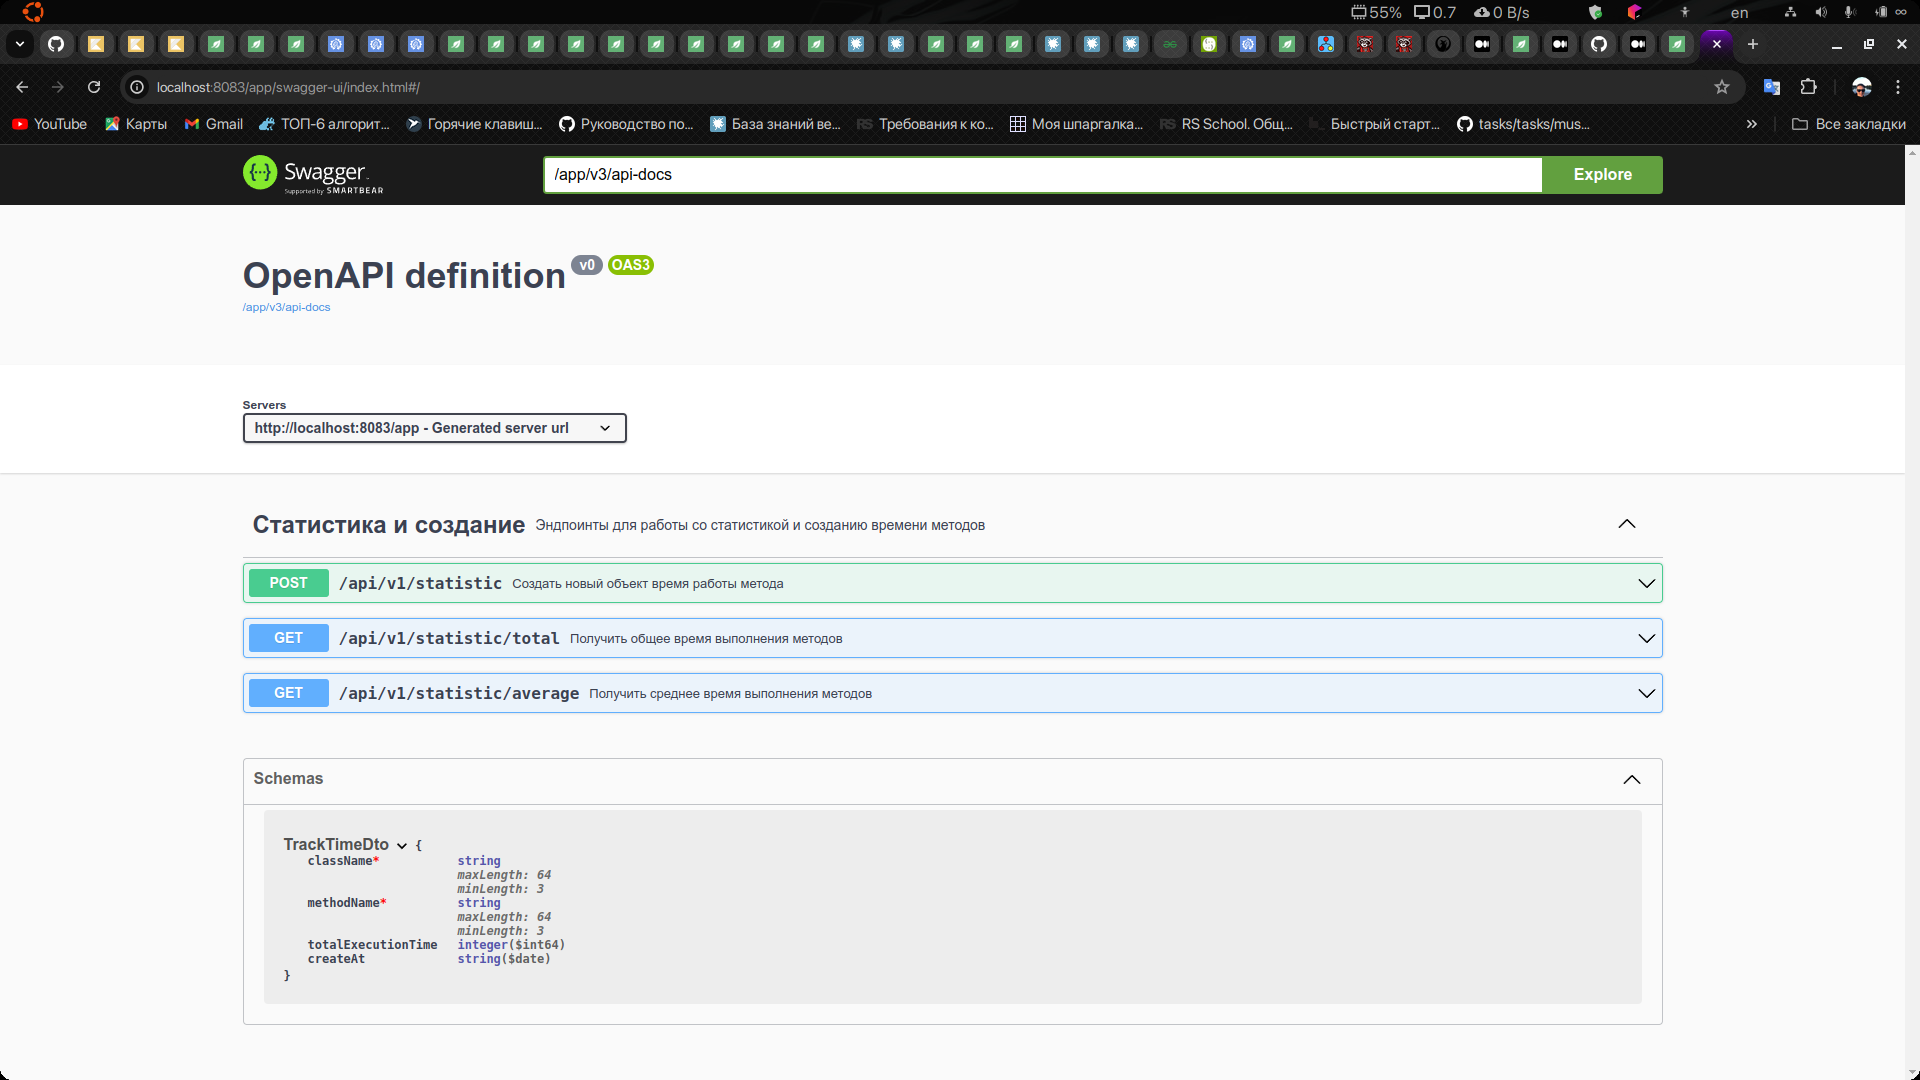 55% 0.7 0 B/s en
localhost:8083/app/swagger-ui/index.html#/
YouTube Карты Gmail ТОП-6 алгорит... Горячие клавиш... Руководство по... База знаний ве... Требования к ко... Моя шпаргалка... RS School. Общ... Быстрый старт... tasks/tasks/mus... » Все закладки
Swagger
Supported by SMARTBEAR
/app/v3/api-docs Explore
OpenAPI definition v0 OAS3
/app/v3/api-docs
Servers
http://localhost:8083/app - Generated server url
Статистика и создание Эндпоинты для работы со статистикой и созданию времени методов
POST /api/v1/statistic Создать новый объект время работы метода
GET /api/v1/statistic/total Получить общее время выполнения методов
GET /api/v1/statistic/average Получить среднее время выполнения методов
Schemas
TrackTimeDto {
className* string
maxLength: 64
minLength: 3
methodName* string
maxLength: 64
minLength: 3
totalExecutionTime integer($int64)
createAt string($date)
}